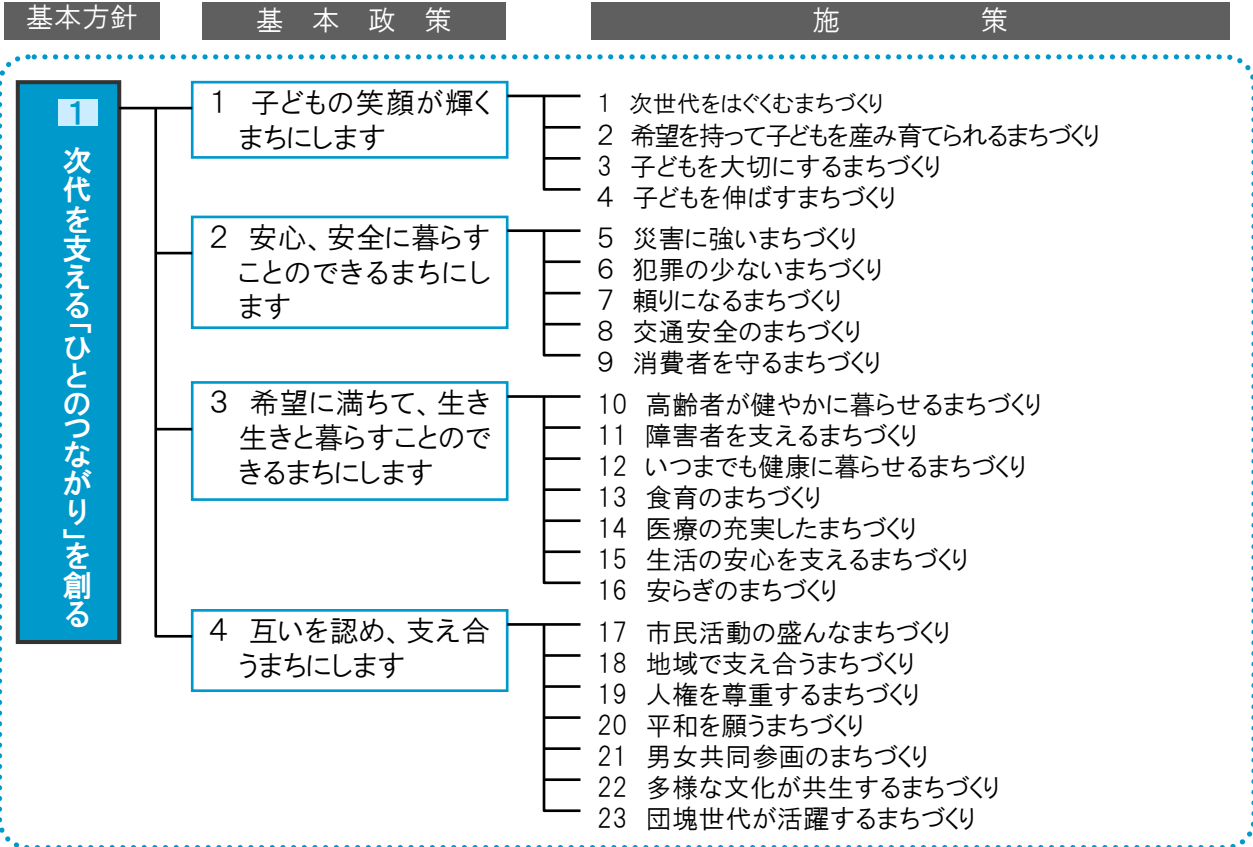 基本方針
基本政策
施策
1 次代を支える「ひとのつながり」を創る
1 子どもの笑顔が輝く
まちにします
1 次世代をはぐくむまちづくり
2 希望を持って子どもを産み育てられるまちづくり
3 子どもを大切にするまちづくり
4 子どもを伸ばすまちづくり
2 安心、安全に暮らす
ことのできるまちにし
ます
5 災害に強いまちづくり
6 犯罪の少ないまちづくり
7 頼りになるまちづくり
8 交通安全のまちづくり
9 消費者を守るまちづくり
3 希望に満ちて、生き
生きと暮らすことので
きるまちにします
10 高齢者が健やかに暮らせるまちづくり
11 障害者を支えるまちづくり
12 いつまでも健康に暮らせるまちづくり
13 食育のまちづくり
14 医療の充実したまちづくり
15 生活の安心を支えるまちづくり
16 安らぎのまちづくり
4 互いを認め、支え合
うまちにします
17 市民活動の盛んなまちづくり
18 地域で支え合うまちづくり
19 人権を尊重するまちづくり
20 平和を願うまちづくり
21 男女共同参画のまちづくり
22 多様な文化が共生するまちづくり
23 団塊世代が活躍するまちづくり